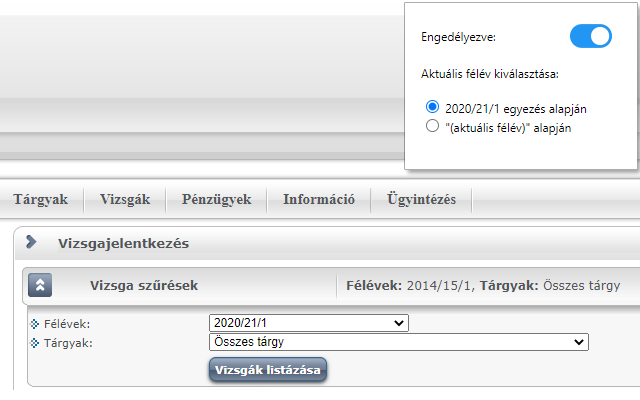 Engedélyezve:
Aktuális félév kiválasztása:
2020/21/1 egyezés alapján
"(aktuális félév)" alapján
Tárgyak Vizsgák Pénzügyek Információ Ügyintézés
Vizsgajelentkezés
Vizsga szűrések Félévek: 2014/15/1, Tárgyak: Összes tárgy
Félévek: 2020/21/1
Tárgyak: Összes tárgy
Vizsgák listázása